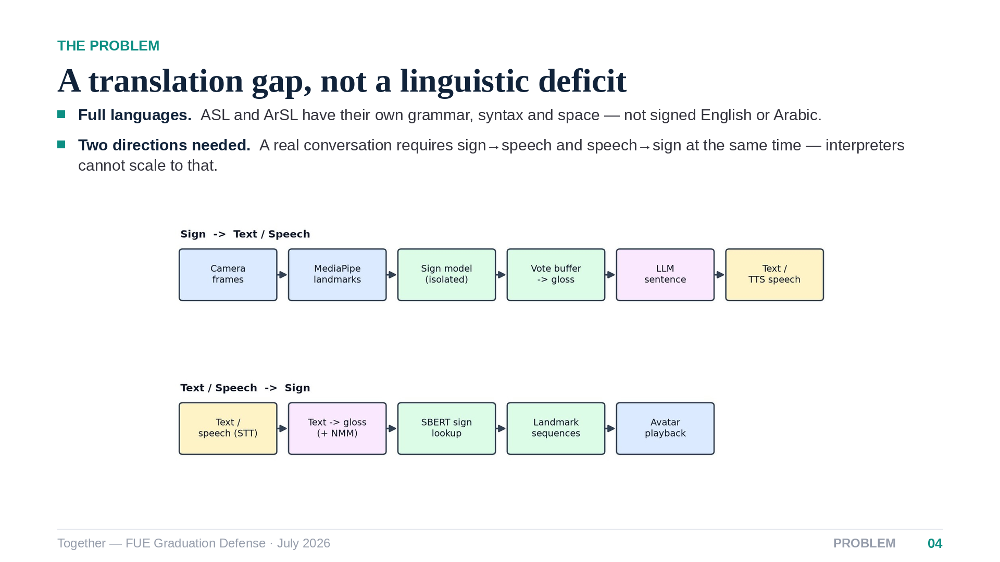 THE PROBLEM
A translation gap, not a linguistic deficit
Full languages. ASL and ArSL have their own grammar, syntax and space — not signed English or Arabic.
Two directions needed. A real conversation requires sign→speech and speech→sign at the same time — interpreters
cannot scale to that.
Sign -> Text / Speech
Camera
frames
MediaPipe
landmarks
Sign model
(isolated)
Vote buffer
-> gloss
LLM
sentence
Text /
TTS speech
Text / Speech -> Sign
Text /
speech (STT)
Text -> gloss
(+ NMM)
SBERT sign
lookup
Landmark
sequences
Avatar
playback
Together — FUE Graduation Defense · July 2026
PROBLEM 04